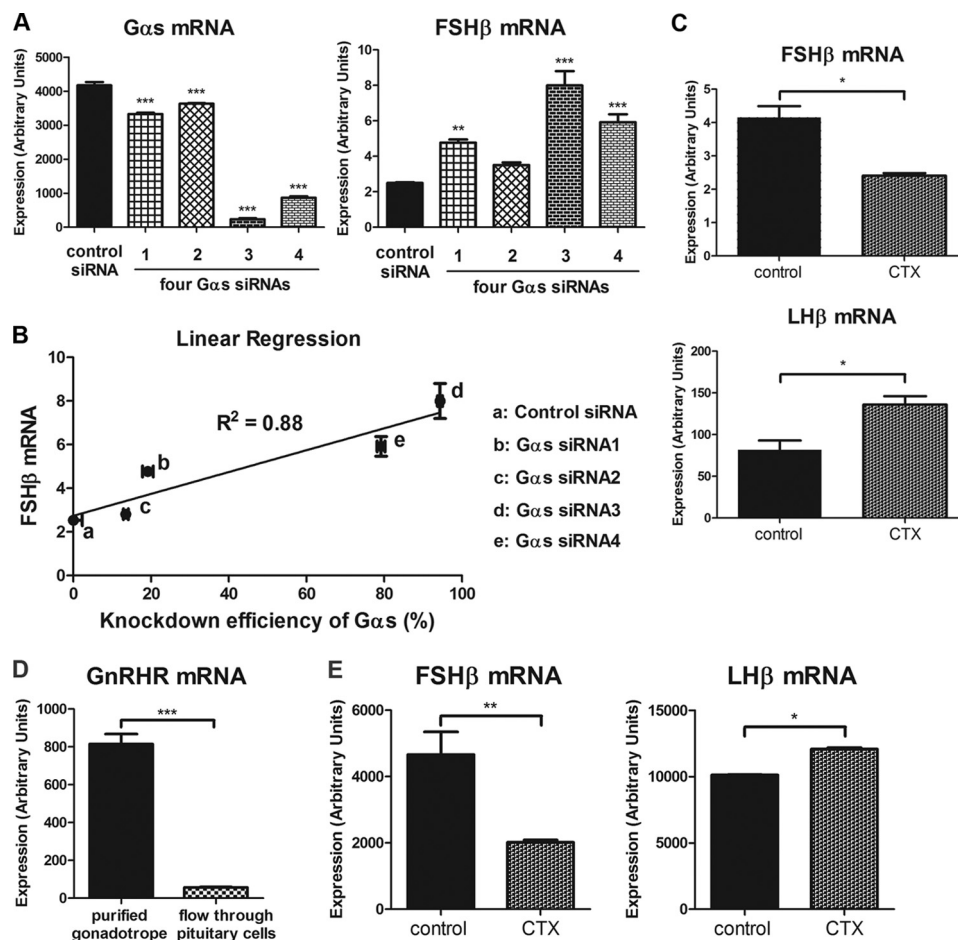 A
Gαs mRNA
Expression (Arbitrary Units)
5000
4000
3000
2000
1000
0
***
***
***
***
control siRNA
1
2
3
4
four Gαs siRNAs
FSHβ mRNA
Expression (Arbitrary Units)
10
8
6
4
2
0
**
***
***
control siRNA
1
2
3
4
four Gαs siRNAs
B
Linear Regression
FSHβ mRNA
10
8
6
4
2
0
R² = 0.88
a
b
c
d
e
0
20
40
60
80
100
Knockdown efficiency of Gαs (%)
a: Control siRNA
b: Gαs siRNA1
c: Gαs siRNA2
d: Gαs siRNA3
e: Gαs siRNA4
C
FSHβ mRNA
Expression (Arbitrary Units)
5
4
3
2
1
0
*
control
CTX
LHβ mRNA
Expression (Arbitrary Units)
200
150
100
50
0
*
control
CTX
D
GnRHR mRNA
Expression (Arbitrary Units)
1000
800
600
400
200
0
***
purified gonadotrope
flow through pituitary cells
E
FSHβ mRNA
Expression (Arbitrary Units)
6000
4000
2000
0
**
control
CTX
LHβ mRNA
Expression (Arbitrary Units)
15000
10000
5000
0
*
control
CTX